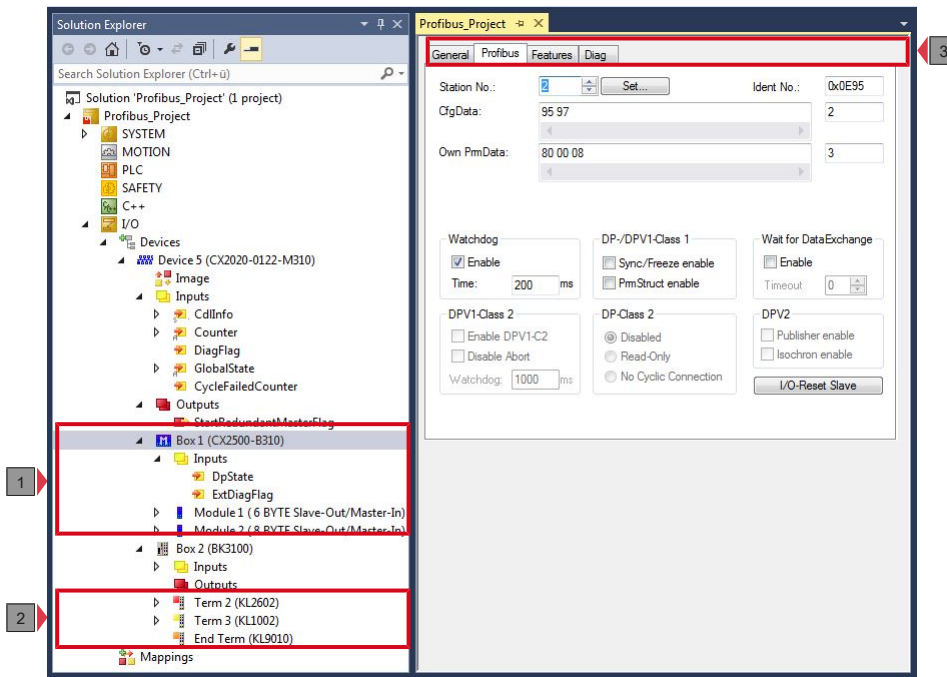 Solution Explorer
Search Solution Explorer (Ctrl+ü)
Solution 'Profibus_Project' (1 project)
Profibus_Project
SYSTEM
MOTION
PLC
SAFETY
C++
I/O
Devices
Device 5 (CX2020-0122-M310)
Image
Inputs
CdlInfo
Counter
DiagFlag
GlobalState
CycleFailedCounter
Outputs
StartRedundantMasterFlag
Box 1 (CX2500-B310)
Inputs
DpState
ExtDiagFlag
Module 1 ( 6 BYTE Slave-Out/Master-In)
Module 2 ( 8 BYTE Slave-Out/Master-In)
Box 2 (BK3100)
Inputs
Outputs
Term 2 (KL2602)
Term 3 (KL1002)
End Term (KL9010)
Mappings
1
2
Profibus_Project
General Profibus Features Diag
3
Station No.: 2 Set... Ident No.: 0x0E95
CfgData: 95 97 2
Own PrmData: 80 00 08 3
Watchdog
Enable
Time: 200 ms
DP-/DPV1-Class 1
Sync/Freeze enable
PrmStruct enable
Wait for DataExchange
Enable
Timeout 0
DPV1-Class 2
Enable DPV1-C2
Disable Abort
Watchdog: 1000 ms
DP-Class 2
Disabled
Read-Only
No Cyclic Connection
DPV2
Publisher enable
Isochron enable
I/O-Reset Slave